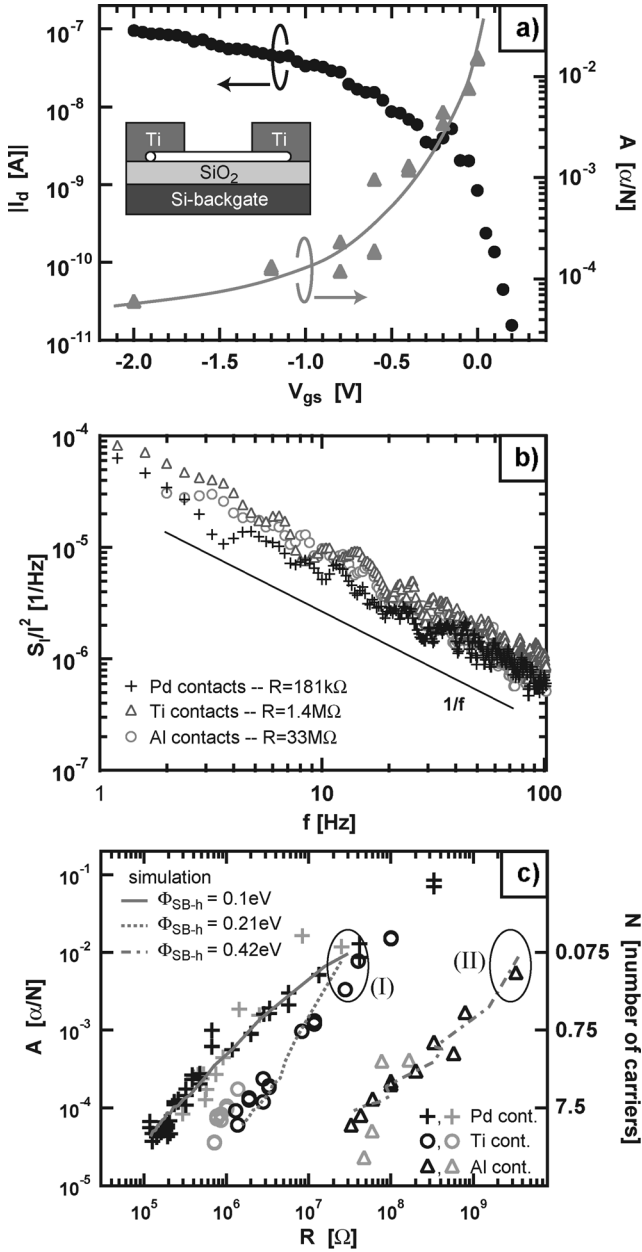 a)
10⁻⁷
10⁻⁸
10⁻⁹
10⁻¹⁰
10⁻¹¹
|I_d [A]|
10⁻²
10⁻³
10⁻⁴
A [α/N]
Ti Ti
SiO₂
Si-backgate
-2.0 -1.5 -1.0 -0.5 0.0
V_gs [V]
b)
10⁻⁴
10⁻⁵
10⁻⁶
10⁻⁷
S_I/I² [1/Hz]
Pd contacts -- R=181kΩ
Ti contacts -- R=1.4MΩ
Al contacts -- R=33MΩ
1/f
1 10 100
f [Hz]
c)
10⁻¹
10⁻²
10⁻³
10⁻⁴
10⁻⁵
A [α/N]
simulation
Φ_SB-h = 0.1eV
Φ_SB-h = 0.21eV
Φ_SB-h = 0.42eV
(I)
(II)
0.075
0.75
7.5
N [number of carriers]
+,+ Pd cont.
o,o Ti cont.
Δ,Δ Al cont.
10⁵ 10⁶ 10⁷ 10⁸ 10⁹
R [Ω]